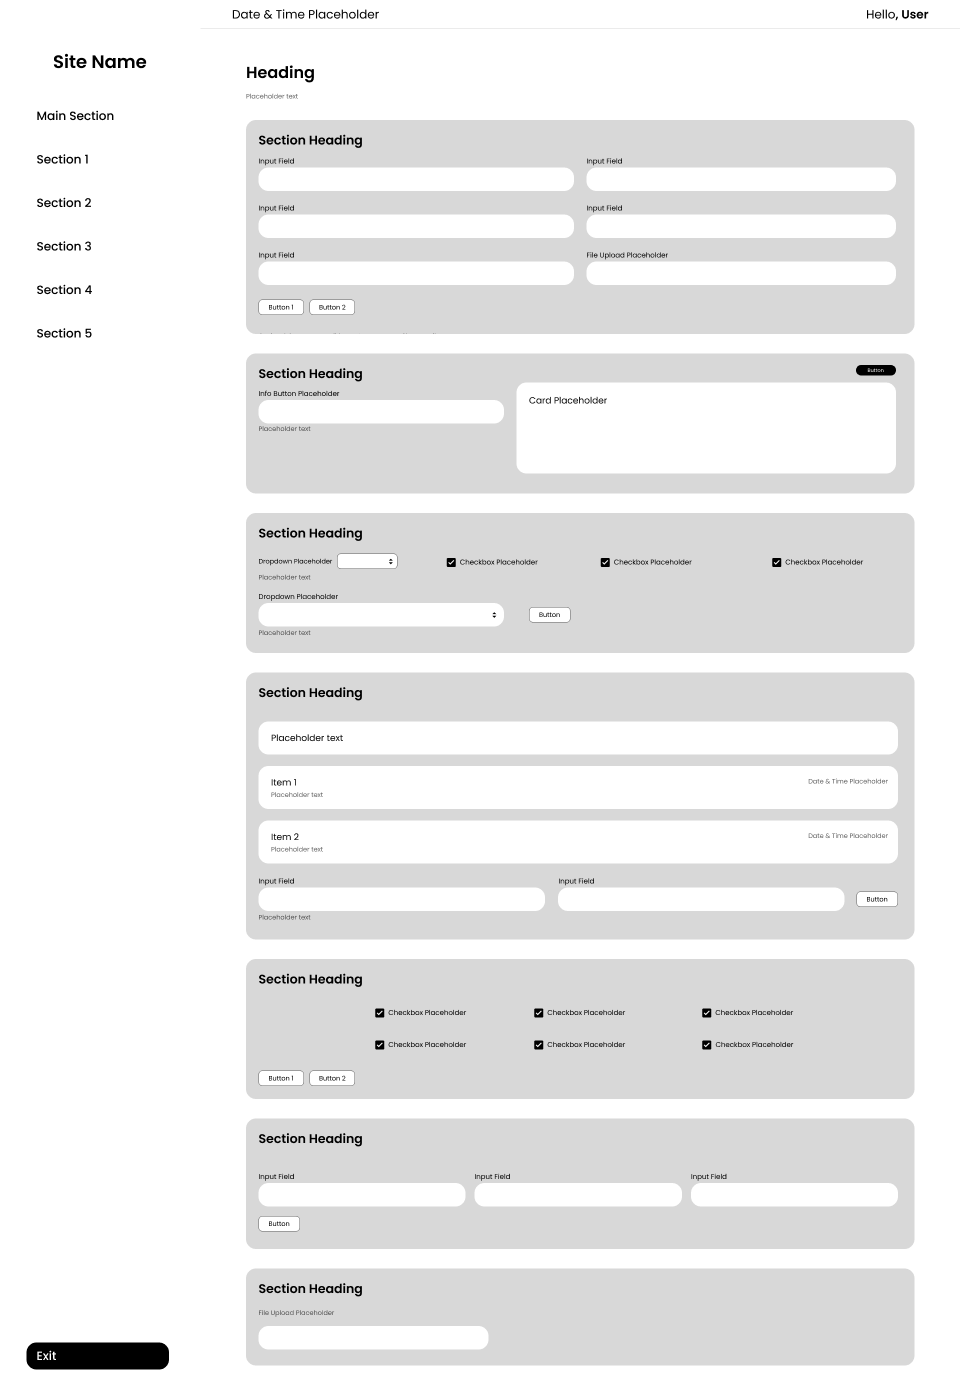 Date & Time Placeholder
Hello, User
Site Name
Main Section
Section 1
Section 2
Section 3
Section 4
Section 5
Exit
Heading
Placeholder text
Section Heading
Input Field
Input Field
Input Field
Input Field
Input Field
File Upload Placeholder
Button 1
Button 2
Section Heading
Button
Info Button Placeholder
Placeholder text
Card Placeholder
Section Heading
Dropdown Placeholder
Checkbox Placeholder
Checkbox Placeholder
Checkbox Placeholder
Placeholder text
Dropdown Placeholder
Button
Placeholder text
Section Heading
Placeholder text
Item 1
Date & Time Placeholder
Placeholder text
Item 2
Date & Time Placeholder
Placeholder text
Input Field
Input Field
Button
Placeholder text
Section Heading
Checkbox Placeholder
Checkbox Placeholder
Checkbox Placeholder
Checkbox Placeholder
Checkbox Placeholder
Checkbox Placeholder
Button 1
Button 2
Section Heading
Input Field
Input Field
Input Field
Button
Section Heading
File Upload Placeholder